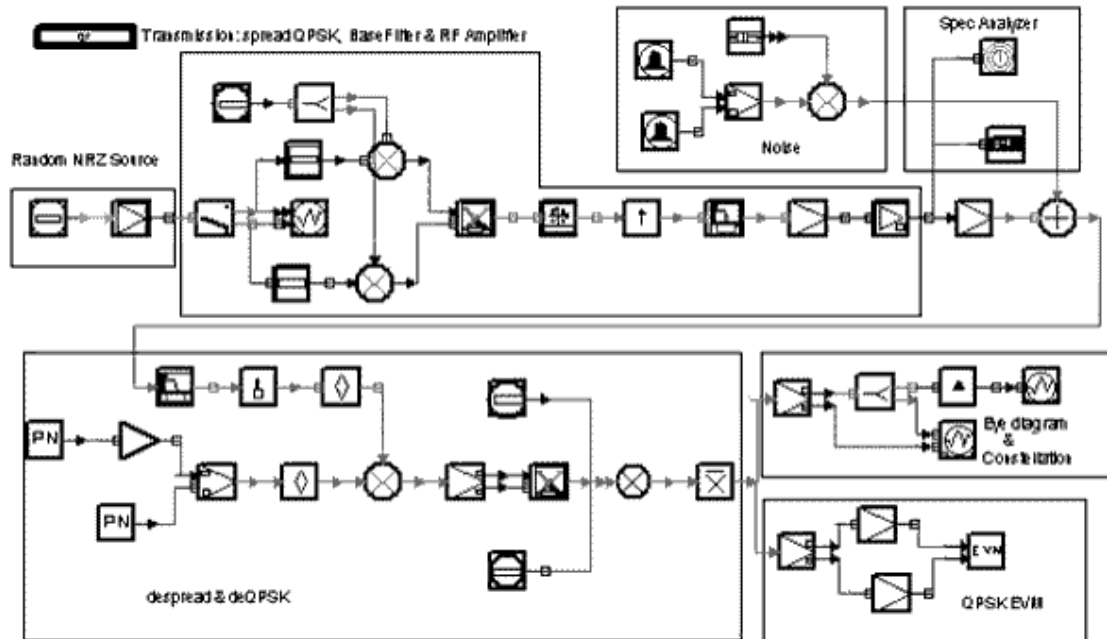 Transmission: spread QPSK, Base Filter & RF Amplifier
Spec Analyzer
Noise
Random NRZ Source
PN
PN
despread & deQPSK
Eye diagram
&
Constellation
EVM
QPSK EVM